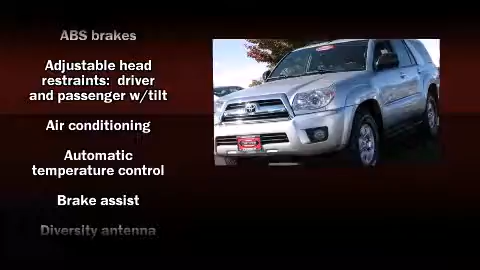 ABS brakes
Adjustable head
restraints: driver
and passenger w/tilt
Air conditioning
Automatic
temperature control
Brake assist
Diversity antenna